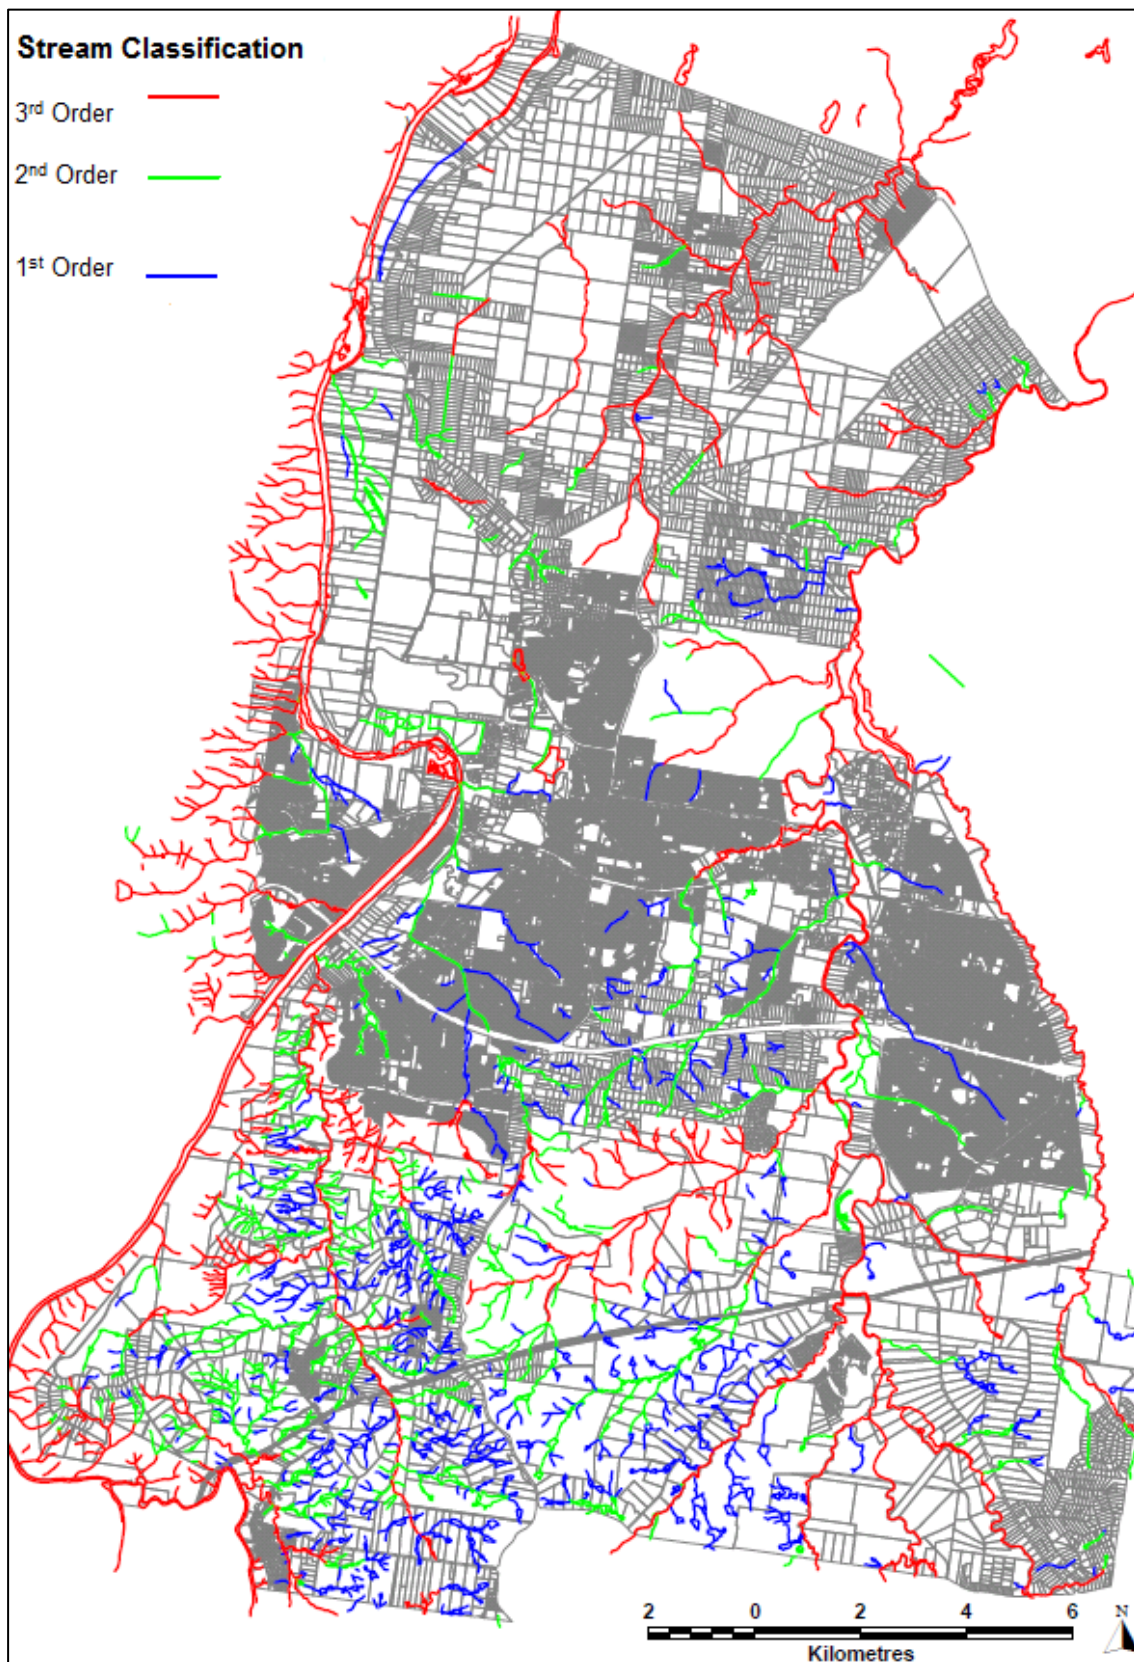 Stream Classification
3rd Order
2nd Order
1st Order
2 0 2 4 6
Kilometres
N